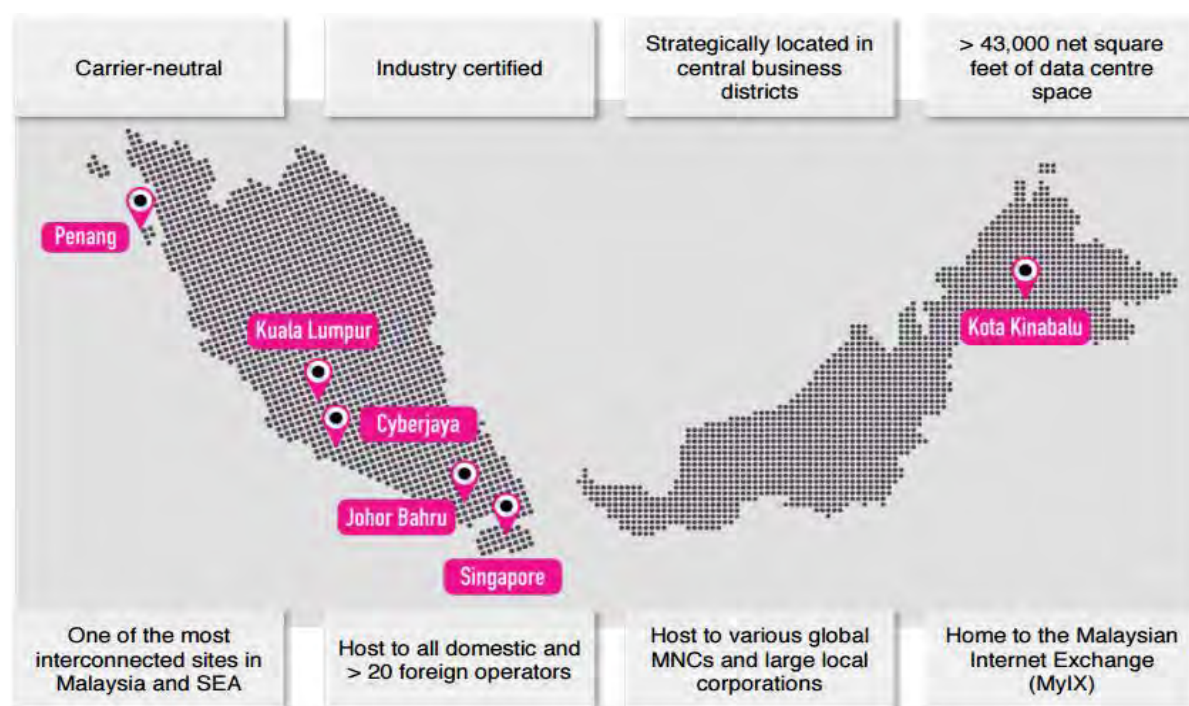 Carrier-neutral
Industry certified
Strategically located in
central business
districts
> 43,000 net square
feet of data centre
space
Penang
Kuala Lumpur
Cyberjaya
Johor Bahru
Singapore
Kota Kinabalu
One of the most
interconnected sites in
Malaysia and SEA
Host to all domestic and
> 20 foreign operators
Host to various global
MNCs and large local
corporations
Home to the Malaysian
Internet Exchange
(MyIX)